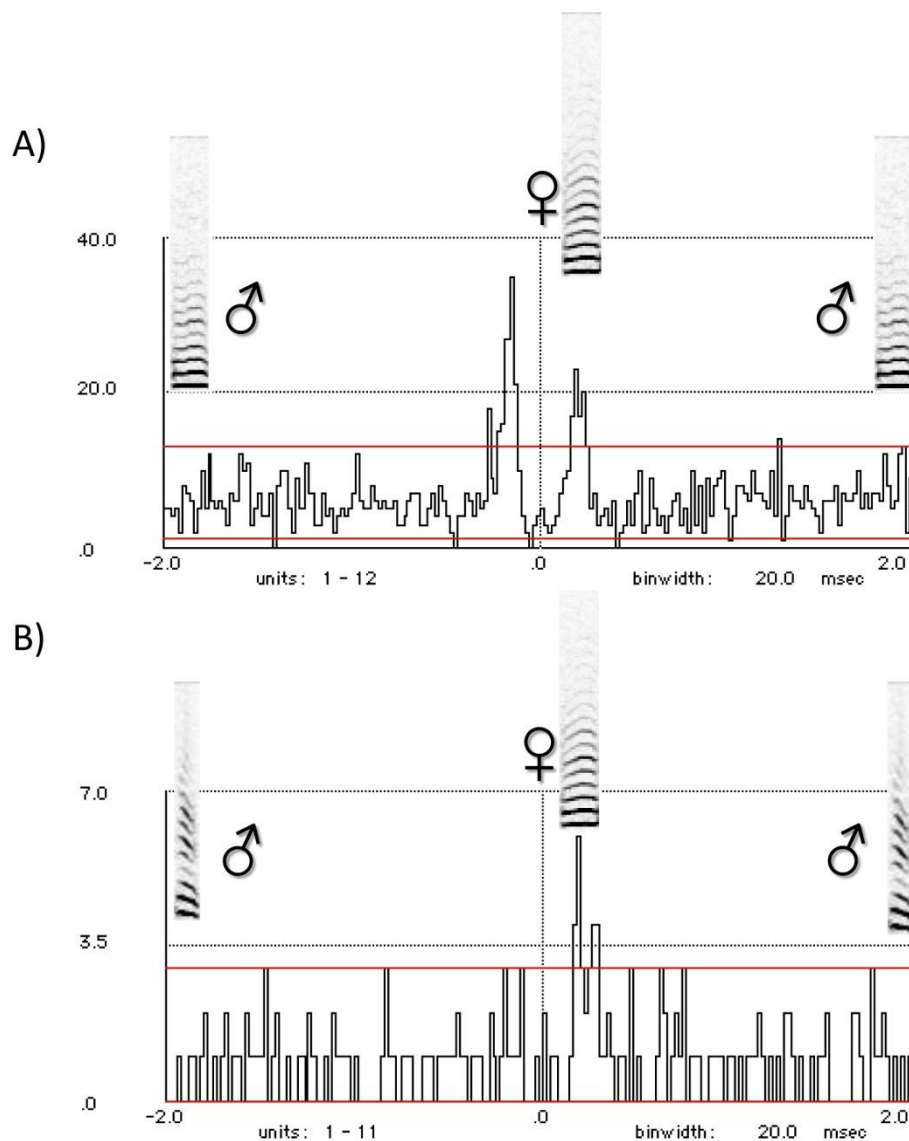 A)
♀
40.0
♂ ♂
20.0
.0
-2.0 .0 2.0
units: 1 - 12 binwidth: 20.0 msec
B)
♀
7.0
♂ ♂
3.5
.0
-2.0 .0 2.0
units: 1 - 11 binwidth: 20.0 msec